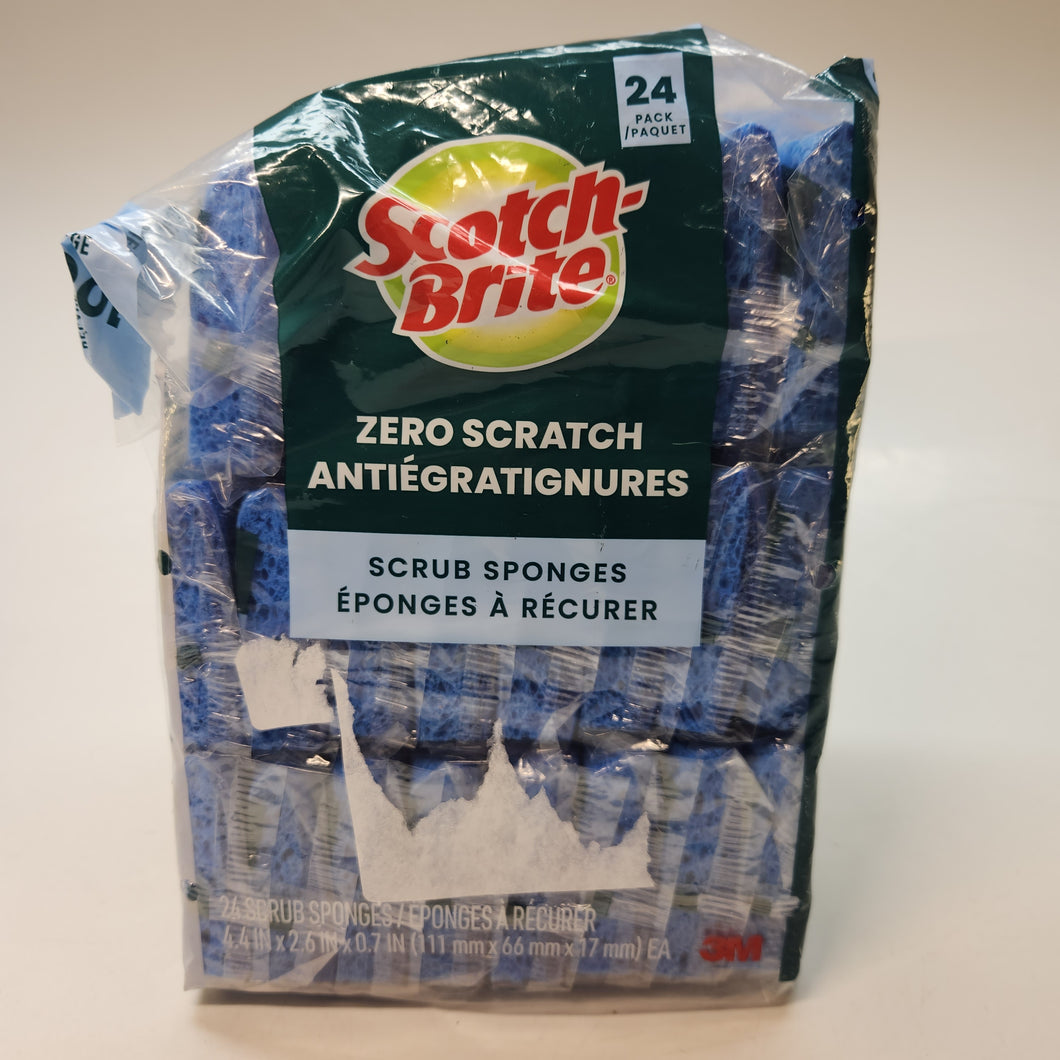 24
PACK
/PAQUET
Scotch-
Brite®
ZERO SCRATCH
ANTIÉGRATIGNURES
SCRUB SPONGES
ÉPONGES À RÉCURER
24 SCRUB SPONGES / ÉPONGES À RÉCURER
4.4 IN x 2.6 IN x 0.7 IN (111 mm x 66 mm x 17 mm) EA
3M